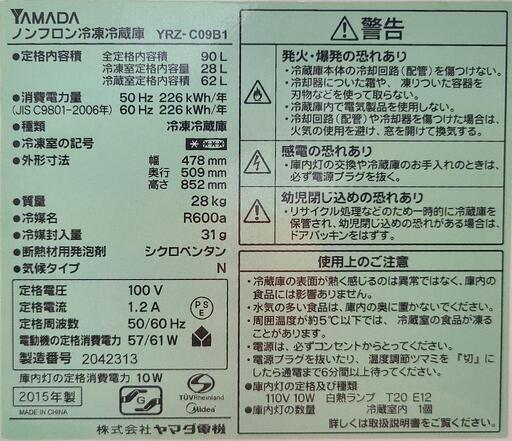 YAMADA
ノンフロン冷凍冷蔵庫 YRZ-C09B1
●定格内容積 全定格内容積 90 L
冷凍室定格内容積 28 L
冷蔵室定格内容積 62 L
●消費電力量 50 Hz 226 kWh/年
(JIS C9801-2006年) 60 Hz 226 kWh/年
●種類 冷凍冷蔵庫
●冷凍室の記号
●外形寸法 幅 478 mm
奥行 509 mm
高さ 852 mm
●質量 28 kg
●冷媒名 R600a
●冷媒封入量 31 g
●断熱材用発泡剤 シクロペンタン
●気候タイプ N
定格電圧 100 V
定格電流 1.2 A
定格周波数 50/60 Hz
電動機の定格消費電力 57/61 W
製造番号 2042313
PSE
庫内灯の定格消費電力 10W
2015年製
MADE IN CHINA
G
TÜVRheinland
Midea
株式会社ヤマダ電機
警告
発火・爆発の恐れあり
・冷蔵庫本体の冷却回路(配管)を傷つけない。
・冷却器についた霜や、凍りついた容器を
刃物などを使って取らない。
・冷蔵庫内で電気製品を使用しない。
・冷却回路(配管)や冷却器を傷つけた場合は、
火気の使用を避け、窓を開けて換気する。
感電の恐れあり
・庫内灯の交換や冷蔵庫のお手入れのときは、
必ず電源プラグを抜く。
幼児閉じ込めの恐れあり
・リサイクル処理などのため一時的に冷蔵庫を
保管され、幼児閉じ込めの恐れがある場合は、
ドアパッキンをはずす。
使用上のご注意
・冷蔵庫の表面が熱く感じるのは異常ではなく、庫内の
食品には影響ありません。
・水気の多い食品は、庫内の奥に置かないでください。
・周囲温度が約5℃以下では、冷蔵室の食品が凍る
ことがあります。
・電源は、必ずコンセントからとってください。
・電源プラグを抜いたり、温度調節ツマミを『切』に
したら通電まで6分間以上待ってください。
・庫内灯の定格及び種類
110V 10W 白熱ランプ T20 E12
・庫内灯の数量 冷蔵室内 1個
詳しくは取扱説明書をご覧ください。